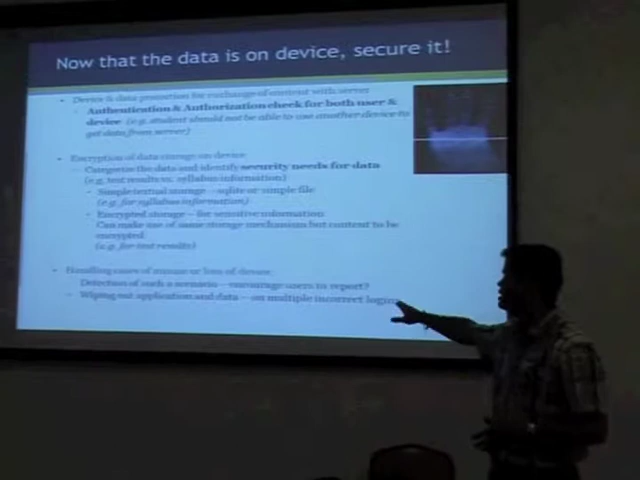 Now that the data is on device, secure it!
Device & data protection for exchange of content with server
Authentication & Authorization check for both user &
device (e.g. student should not be able to use another device to
get data from server)
Encryption of data storage on device
Categorize the data and identify security needs for data
(e.g. test results vs. syllabus information)
Simple textual storage – sqlite or simple file
(e.g. for syllabus information)
Encrypted storage – for sensitive information
Can make use of same storage mechanism but content to be
encrypted
(e.g. for test results)
Handling cases of misuse or loss of device
Detection of such a scenario – encourage users to report?
Wiping out application and data – on multiple incorrect logins